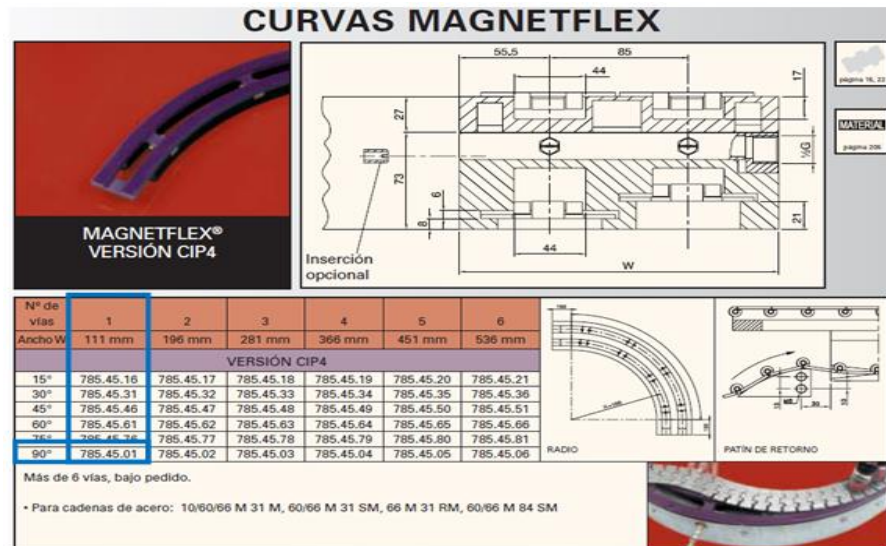 CURVAS MAGNETFLEX
MAGNETFLEX®
VERSIÓN CIP4
55.5
85
44
17
27
73
6
8
44
½G
21
W
Inserción
opcional
página 16, 22
MATERIAL
página 206
Nº de vías 1 2 3 4 5 6
Ancho W 111 mm 196 mm 281 mm 366 mm 451 mm 536 mm
VERSIÓN CIP4
15° 785.45.16 785.45.17 785.45.18 785.45.19 785.45.20 785.45.21
30° 785.45.31 785.45.32 785.45.33 785.45.34 785.45.35 785.45.36
45° 785.45.46 785.45.47 785.45.48 785.45.49 785.45.50 785.45.51
60° 785.45.61 785.45.62 785.45.63 785.45.64 785.45.65 785.45.66
75° 785.45.76 785.45.77 785.45.78 785.45.79 785.45.80 785.45.81
90° 785.45.01 785.45.02 785.45.03 785.45.04 785.45.05 785.45.06
RADIO
30
PATÍN DE RETORNO
Más de 6 vías, bajo pedido.
• Para cadenas de acero: 10/60/66 M 31 M, 60/66 M 31 SM, 66 M 31 RM, 60/66 M 84 SM